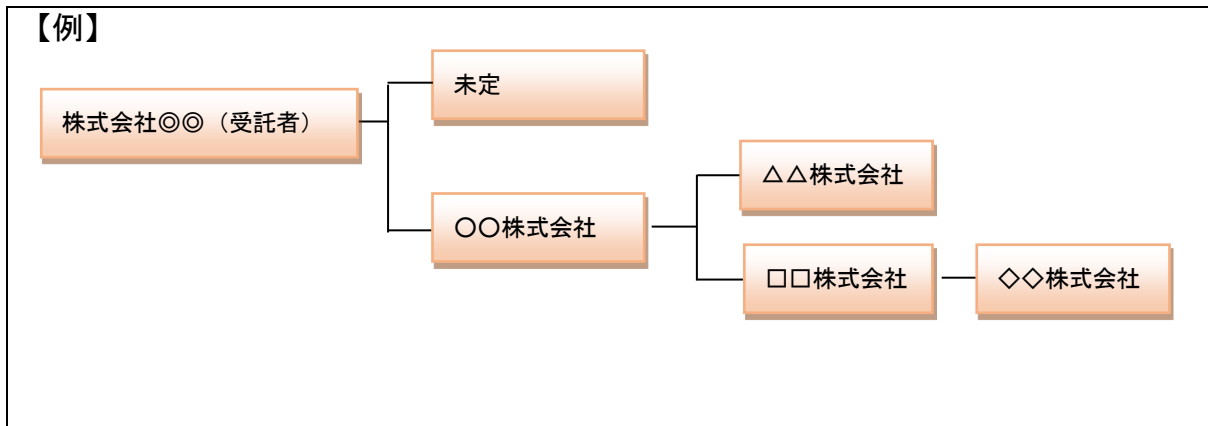 【例】
未定
株式会社◎◎（受託者）
△△株式会社
〇〇株式会社
□□株式会社
◇◇株式会社